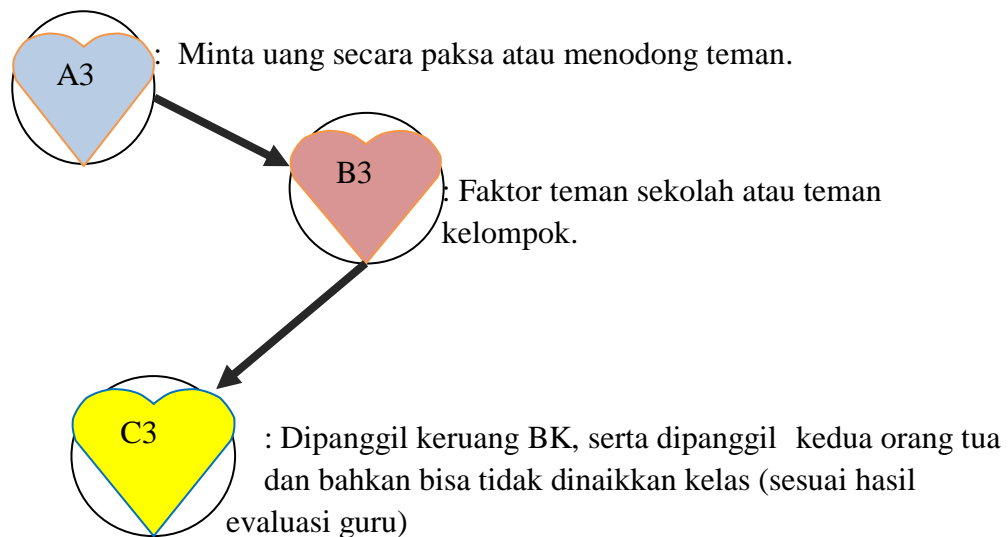 A3
: Minta uang secara paksa atau menodong teman.
B3
: Faktor teman sekolah atau teman
kelompok.
C3
: Dipanggil keruang BK, serta dipanggil kedua orang tua
dan bahkan bisa tidak dinaikkan kelas (sesuai hasil
evaluasi guru)